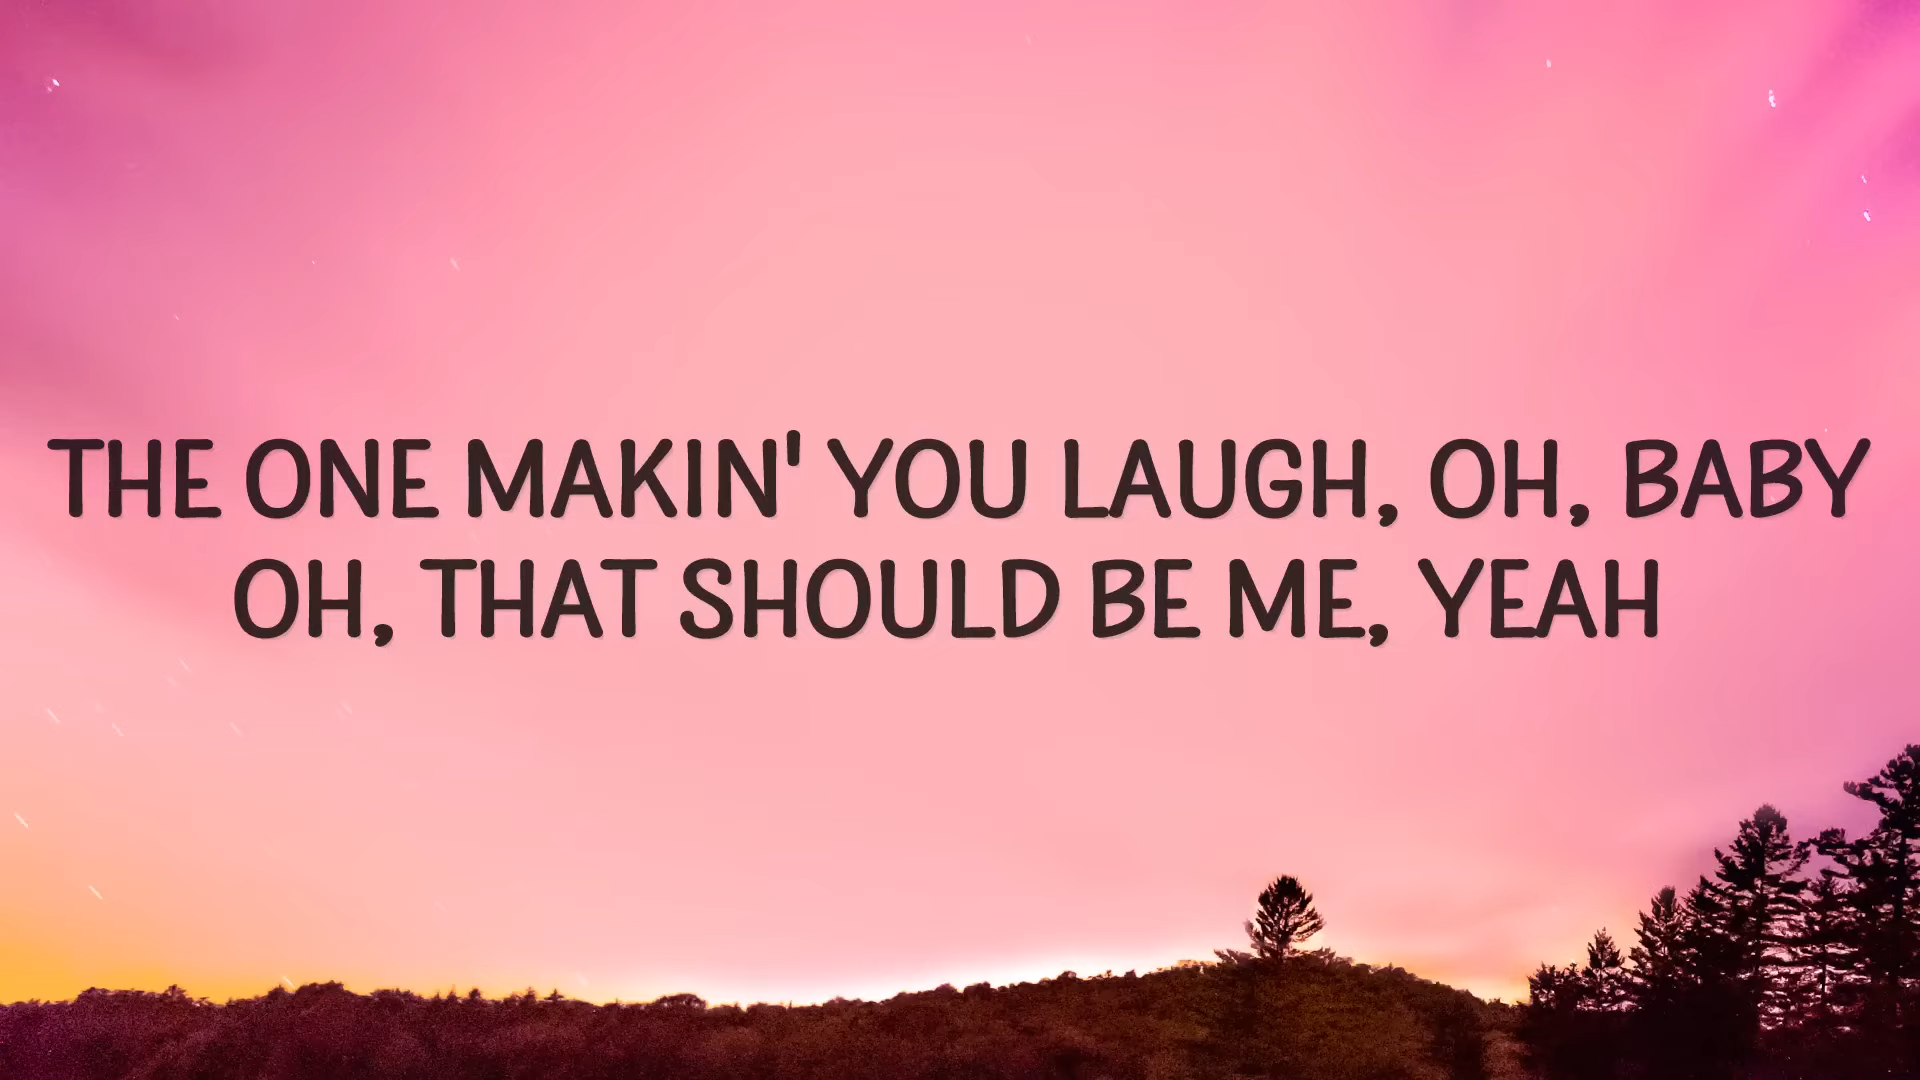 THE ONE MAKIN' YOU LAUGH, OH, BABY
OH, THAT SHOULD BE ME, YEAH